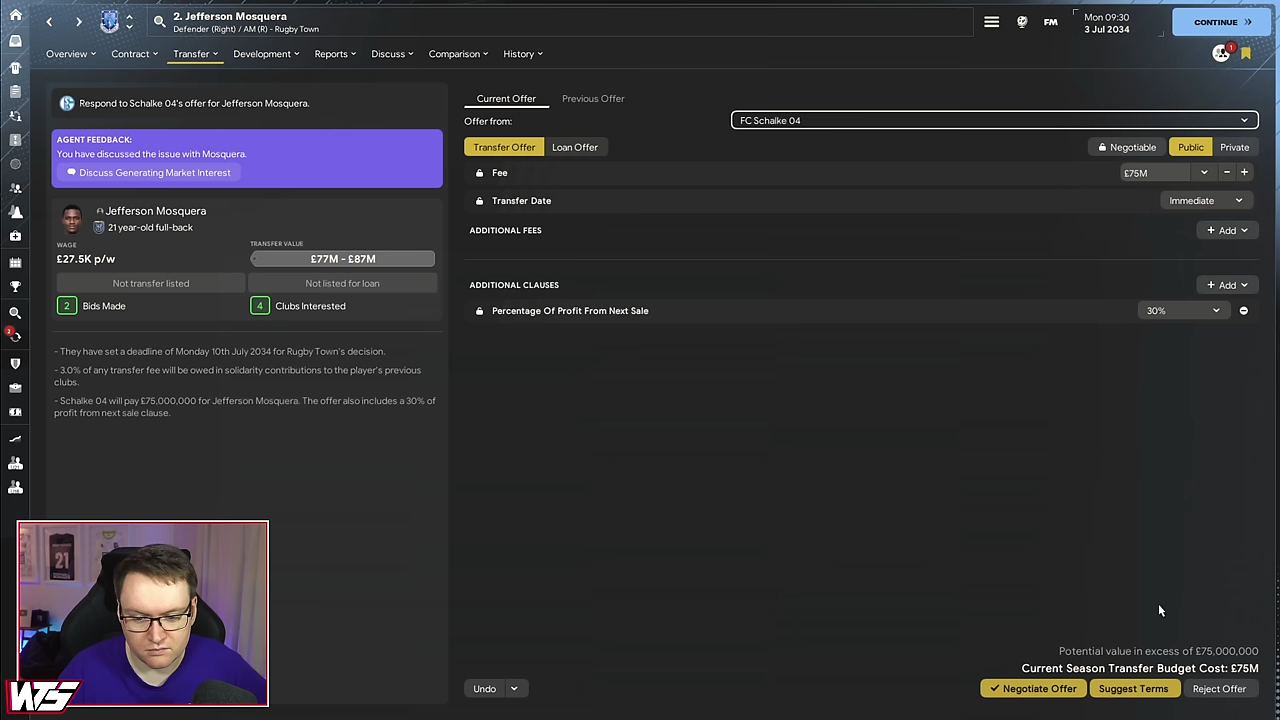 2. Jefferson Mosquera
Defender (Right) / AM (R) - Rugby Town
FM
Mon 09:30
3 Jul 2034
CONTINUE
Overview
Contract
Transfer
Development
Reports
Discuss
Comparison
History
1
Respond to Schalke 04's offer for Jefferson Mosquera.
AGENT FEEDBACK:
You have discussed the issue with Mosquera.
Discuss Generating Market Interest
Jefferson Mosquera
21 year-old full-back
WAGE
TRANSFER VALUE
£27.5K p/w
£77M - £87M
Not transfer listed
Not listed for loan
2 Bids Made
4 Clubs Interested
2
- They have set a deadline of Monday 10th July 2034 for Rugby Town's decision.
- 3.0% of any transfer fee will be owed in solidarity contributions to the player's previous
clubs.
- Schalke 04 will pay £75,000,000 for Jefferson Mosquera. The offer also includes a 30% of
profit from next sale clause.
Current Offer
Previous Offer
Offer from:
FC Schalke 04
Transfer Offer
Loan Offer
Negotiable
Public
Private
Fee
£75M
Transfer Date
Immediate
ADDITIONAL FEES
+ Add
ADDITIONAL CLAUSES
+ Add
Percentage Of Profit From Next Sale
30%
Potential value in excess of £75,000,000
Current Season Transfer Budget Cost: £75M
Undo
Negotiate Offer
Suggest Terms
Reject Offer
21
WTS